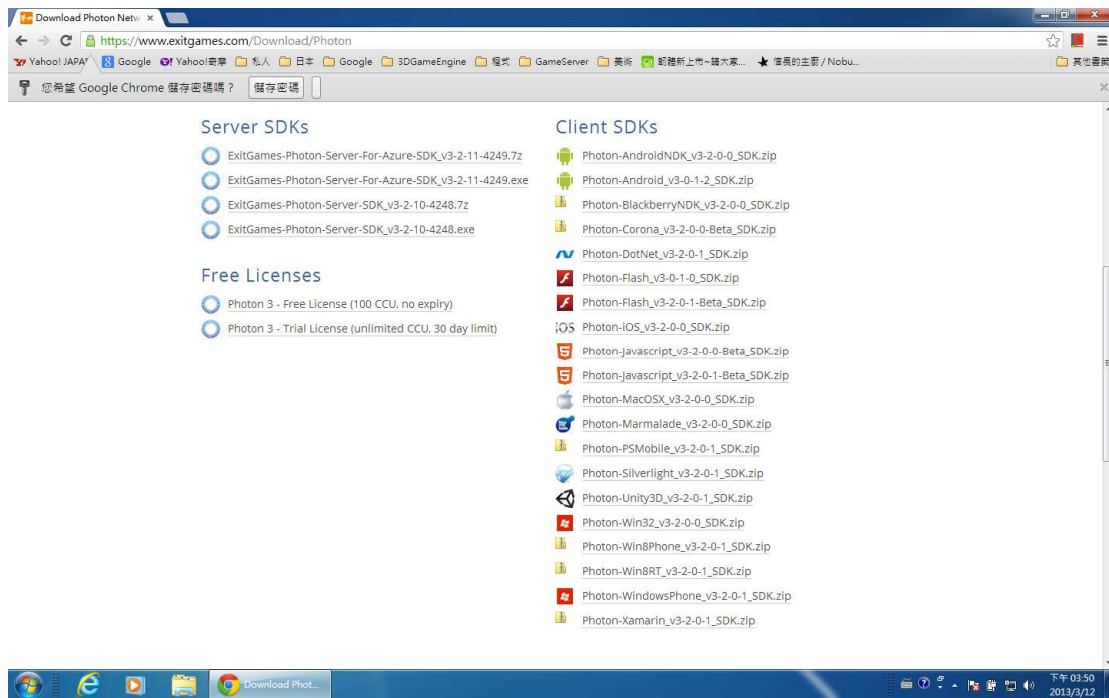 Download Photon Netw
https://www.exitgames.com/Download/Photon
Yahoo! JAPA Google Yahoo!奇摩 私人 日本 Google 3DGameEngine 程式 GameServer 美術 信長的主廚 / Nobu... 其他書籤
您希望 Google Chrome 儲存密碼嗎？ 儲存密碼
Server SDKs
ExitGames-Photon-Server-For-Azure-SDK_v3-2-11-4249.7z
ExitGames-Photon-Server-For-Azure-SDK_v3-2-11-4249.exe
ExitGames-Photon-Server-SDK_v3-2-10-4248.7z
ExitGames-Photon-Server-SDK_v3-2-10-4248.exe
Free Licenses
Photon 3 - Free License (100 CCU, no expiry)
Photon 3 - Trial License (unlimited CCU, 30 day limit)
Client SDKs
Photon-AndroidNDK_v3-2-0-0_SDK.zip
Photon-Android_v3-0-1-2_SDK.zip
Photon-BlackberryNDK_v3-2-0-0_SDK.zip
Photon-Corona_v3-2-0-0-Beta_SDK.zip
Photon-DotNet_v3-2-0-1_SDK.zip
Photon-Flash_v3-0-1-0_SDK.zip
Photon-Flash_v3-2-0-1-Beta_SDK.zip
iOS Photon-iOS_v3-2-0-0_SDK.zip
Photon-Javascript_v3-2-0-0-Beta_SDK.zip
Photon-Javascript_v3-2-0-1-Beta_SDK.zip
Photon-MacOSX_v3-2-0-0_SDK.zip
Photon-Marmalade_v3-2-0-0_SDK.zip
Photon-PSMobile_v3-2-0-1_SDK.zip
Photon-Silverlight_v3-2-0-1_SDK.zip
Photon-Unity3D_v3-2-0-1_SDK.zip
Photon-Win32_v3-2-0-0_SDK.zip
Photon-Win8Phone_v3-2-0-1_SDK.zip
Photon-Win8RT_v3-2-0-1_SDK.zip
Photon-WindowsPhone_v3-2-0-1_SDK.zip
Photon-Xamarin_v3-2-0-1_SDK.zip
Download Phot...
下午 03:50
2013/3/12